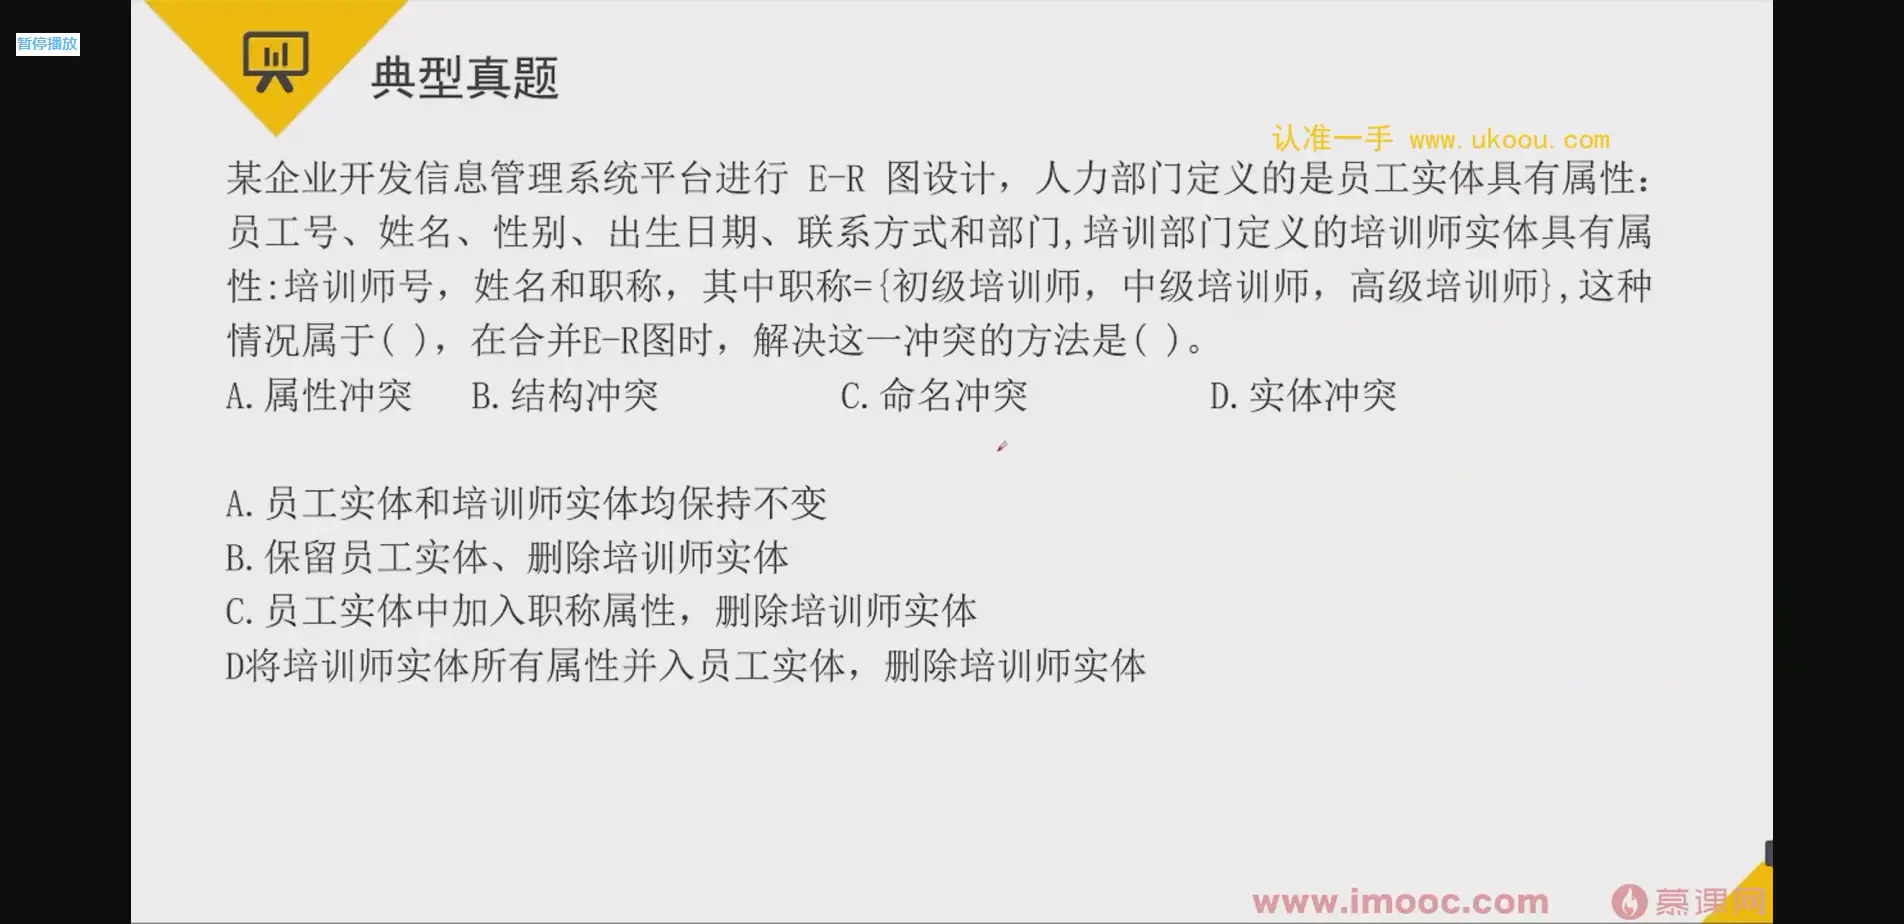 暂停播放
典型真题
认准一手 www.ukoou.com
某企业开发信息管理系统平台进行 E-R 图设计，人力部门定义的是员工实体具有属性：
员工号、姓名、性别、出生日期、联系方式和部门,培训部门定义的培训师实体具有属
性:培训师号，姓名和职称，其中职称={初级培训师，中级培训师，高级培训师},这种
情况属于( )，在合并E-R图时，解决这一冲突的方法是( )。
A.属性冲突 B.结构冲突 C.命名冲突 D.实体冲突
A.员工实体和培训师实体均保持不变
B.保留员工实体、删除培训师实体
C.员工实体中加入职称属性，删除培训师实体
D将培训师实体所有属性并入员工实体，删除培训师实体
www.imooc.com 慕课网